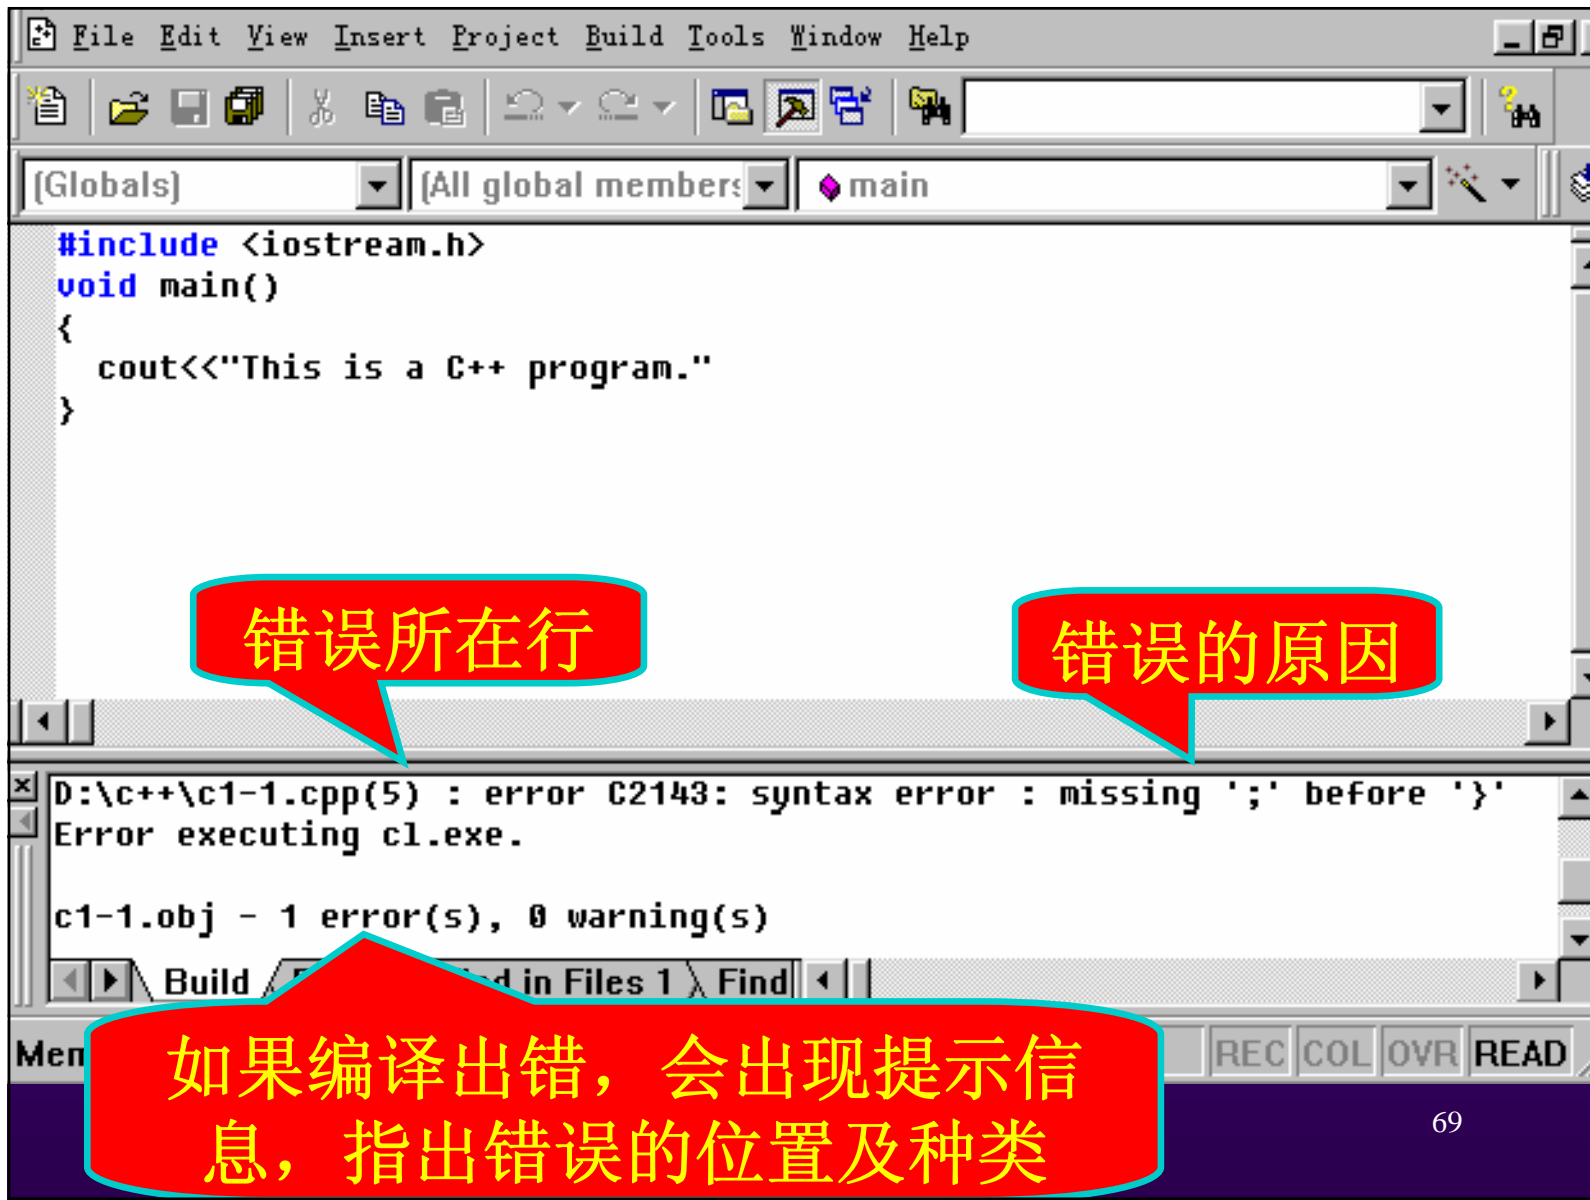 File Edit View Insert Project Build Tools Window Help
(Globals) (All global members main
#include <iostream.h>
void main()
{
cout<<"This is a C++ program."
}
错误所在行
错误的原因
D:\c++\c1-1.cpp(5) : error C2143: syntax error : missing ';' before '}'
Error executing cl.exe.
c1-1.obj - 1 error(s), 0 warning(s)
Build in Files 1 Find
REC COL OVR READ
如果编译出错，会出现提示信
息，指出错误的位置及种类
69